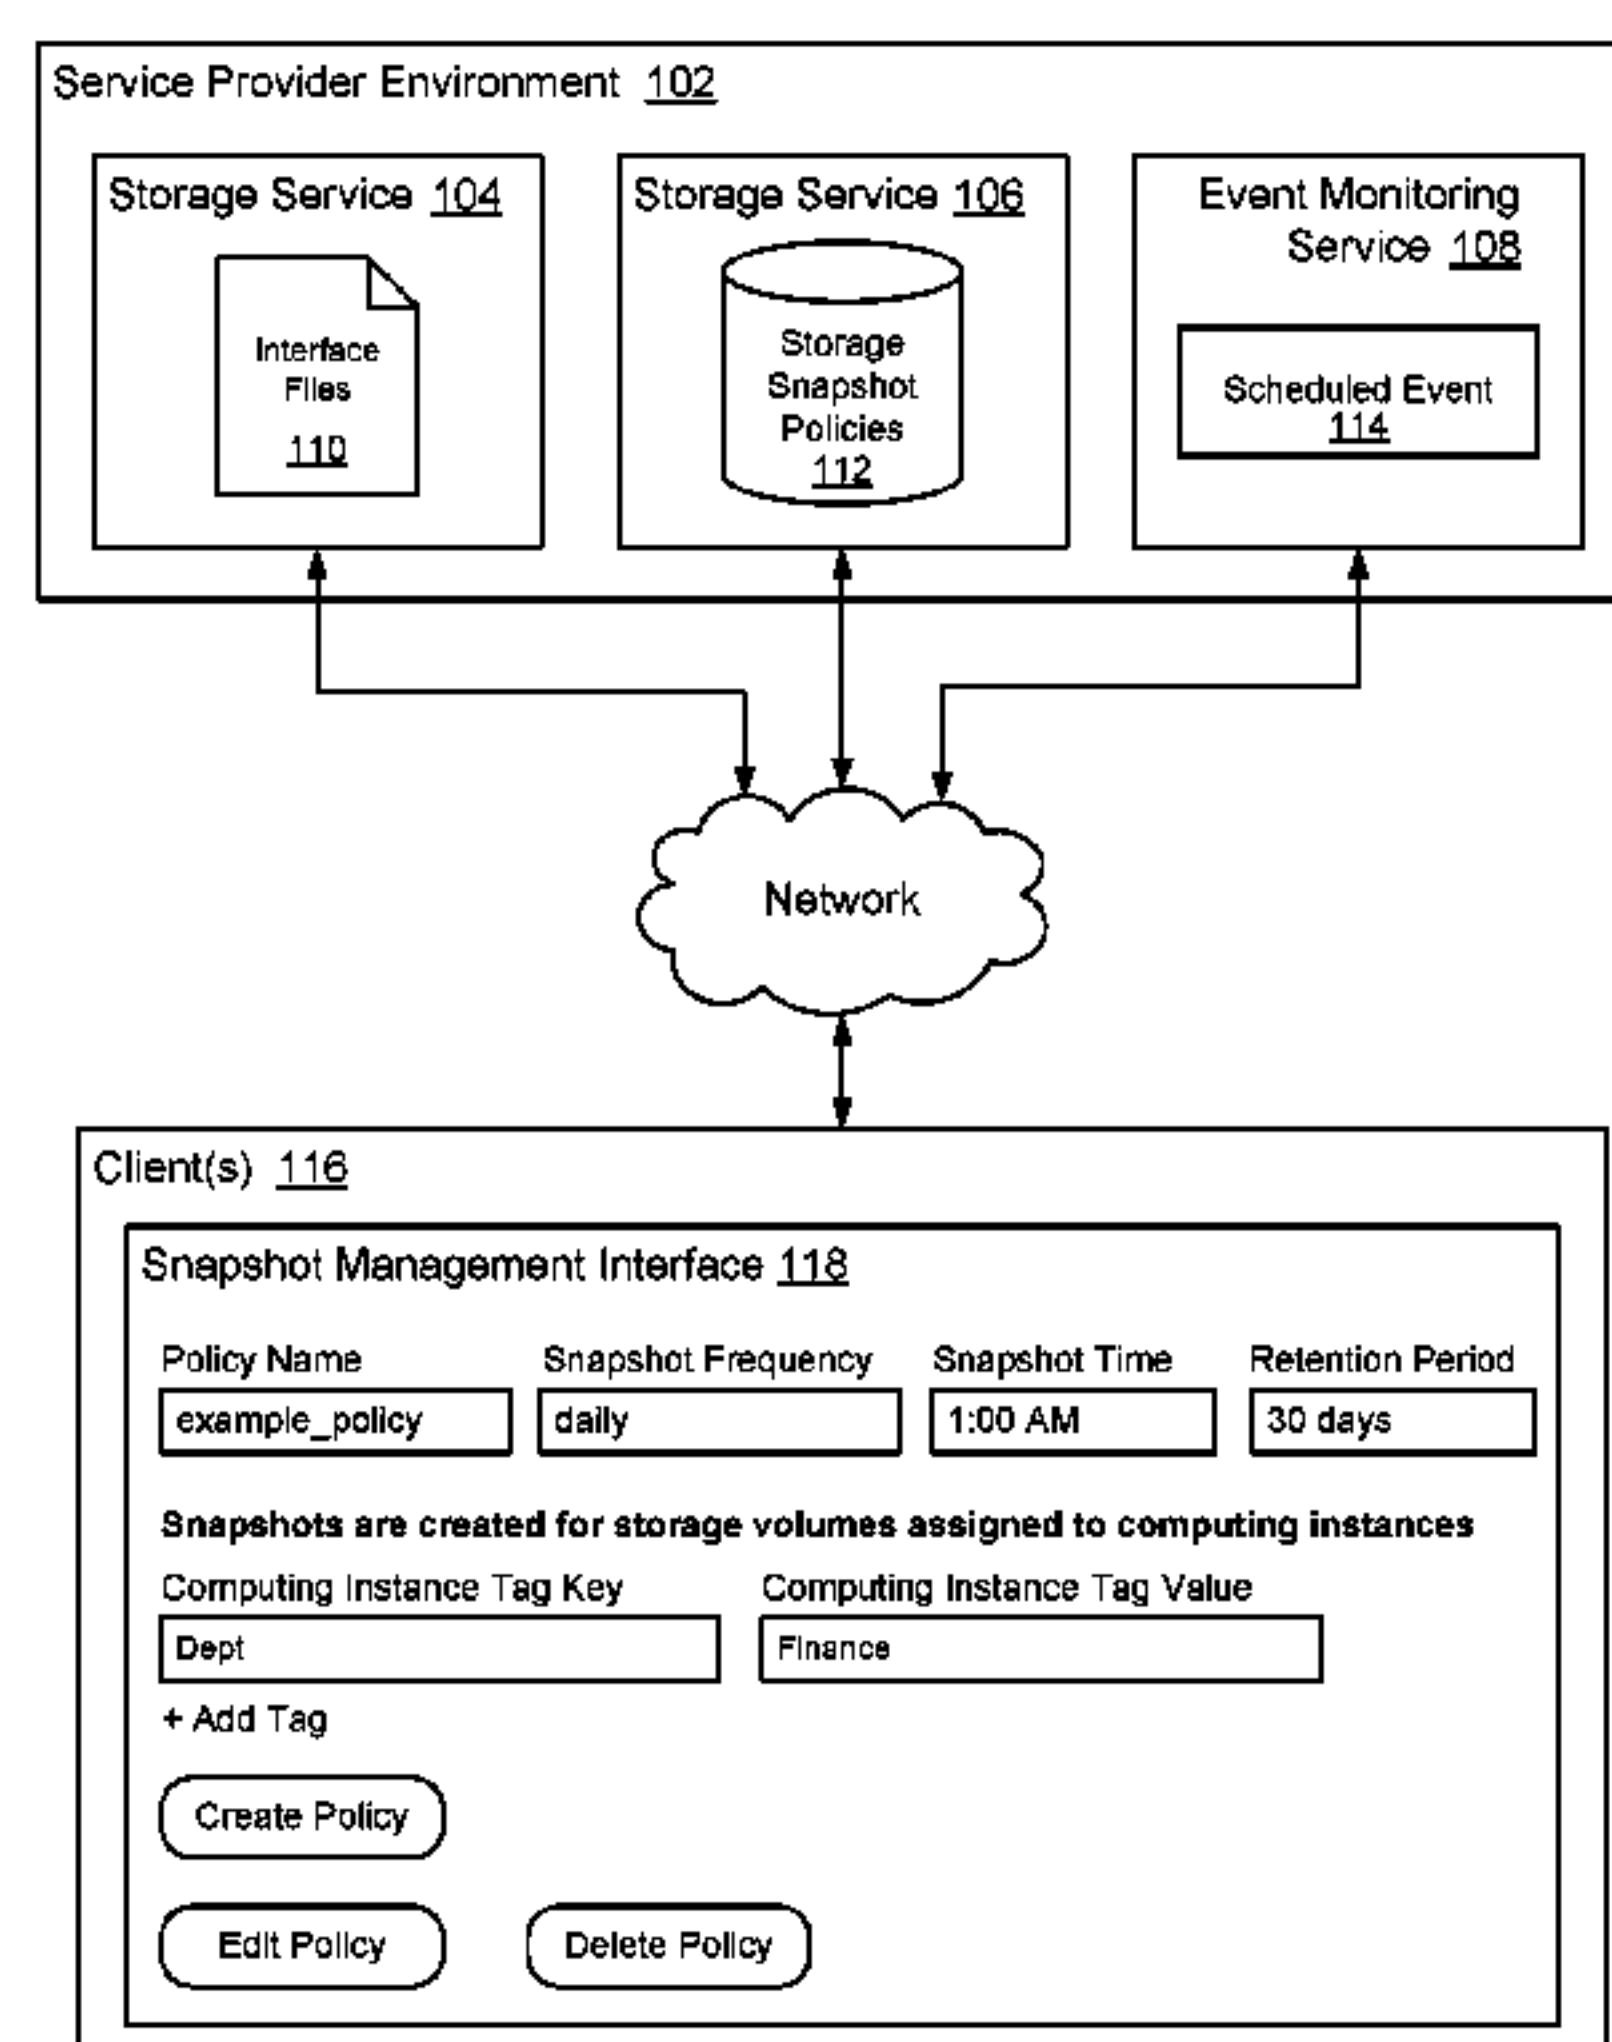 Service Provider Environment 102
Storage Service 104
Interface
Files
110
Storage Service 106
Storage
Snapshot
Policies
112
Event Monitoring
Service 108
Scheduled Event
114
Network
Client(s) 116
Snapshot Management Interface 118
Policy Name Snapshot Frequency Snapshot Time Retention Period
example_policy daily 1:00 AM 30 days
Snapshots are created for storage volumes assigned to computing instances
Computing Instance Tag Key Computing Instance Tag Value
Dept Finance
+ Add Tag
Create Policy
Edit Policy Delete Policy